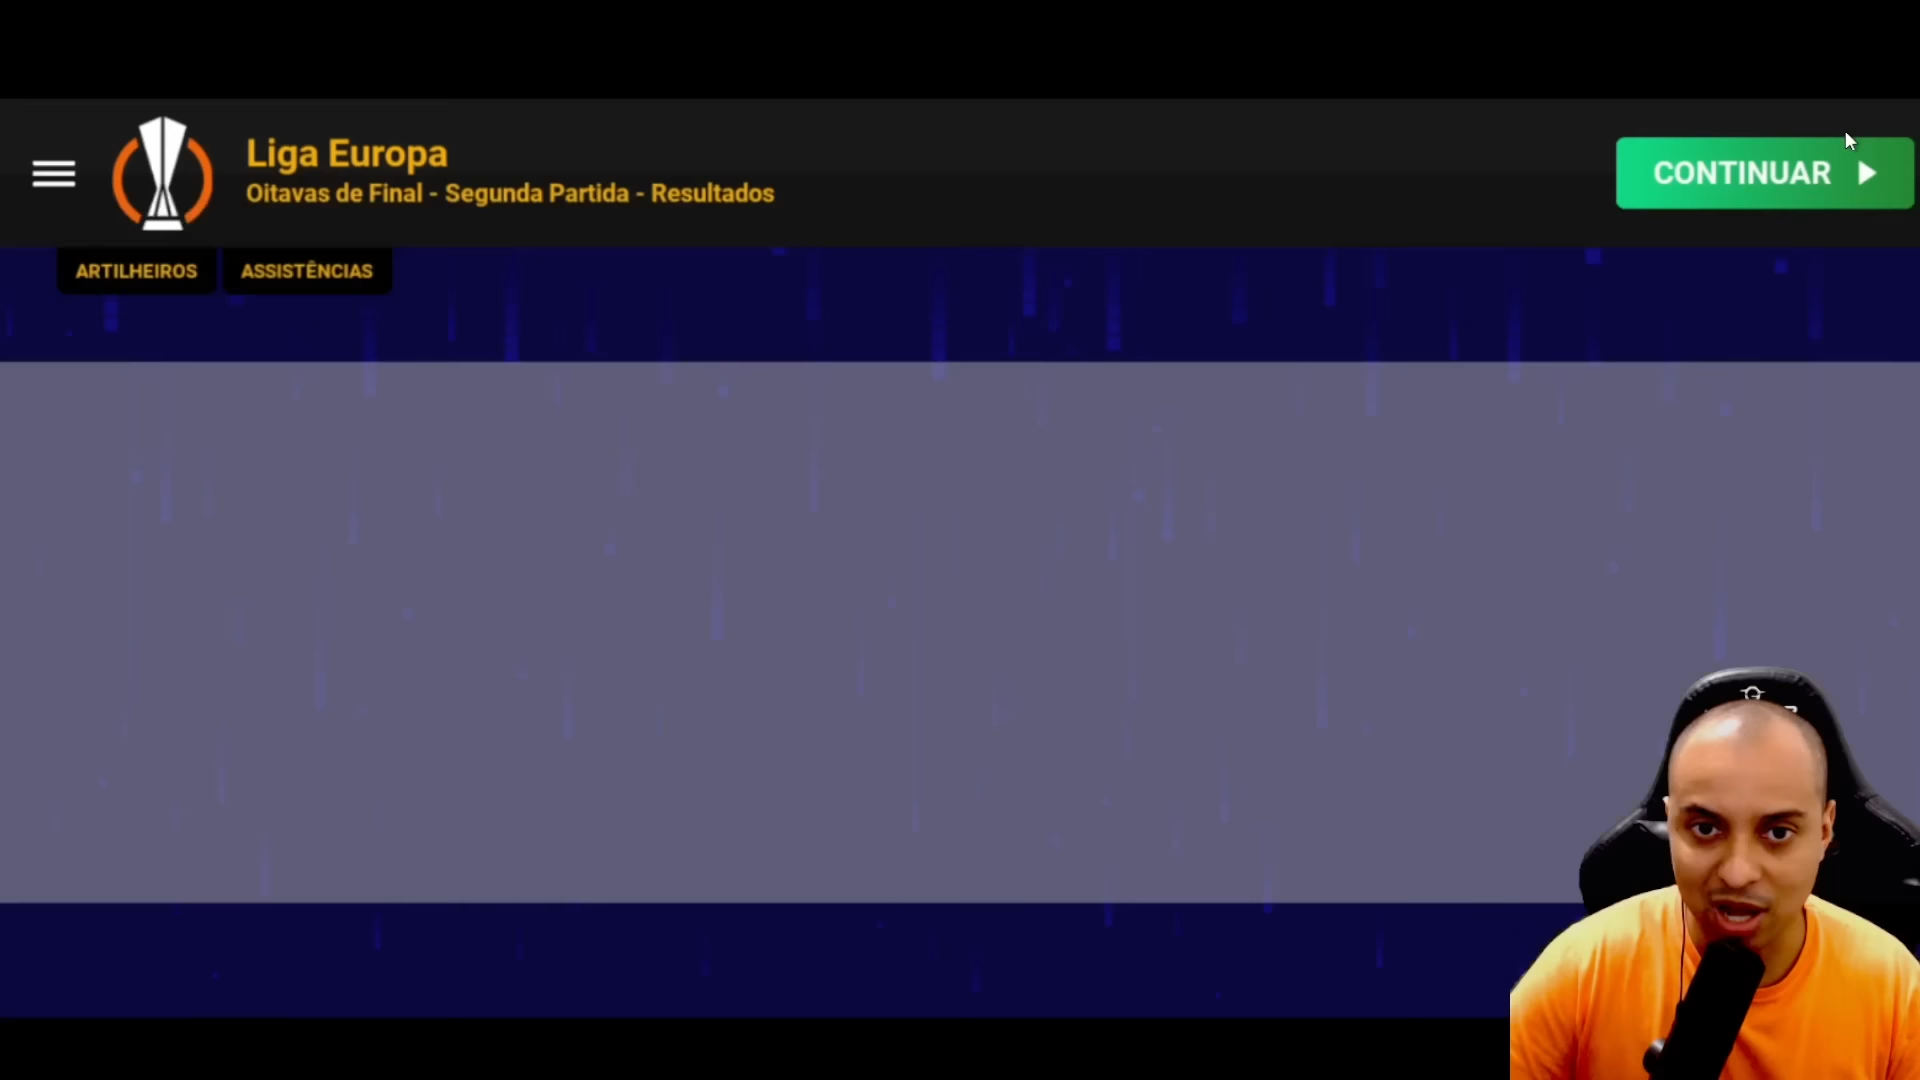 Liga Europa
Oitavas de Final - Segunda Partida - Resultados
CONTINUAR
ARTILHEIROS
ASSISTÊNCIAS